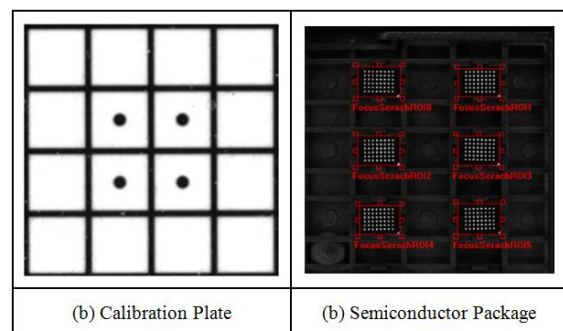 FocusSerachROI0
FocusSerachROI1
FocusSerachROI2
FocusSerachROI3
FocusSerachROI4
FocusSerachROI5
(b) Calibration Plate
(b) Semiconductor Package